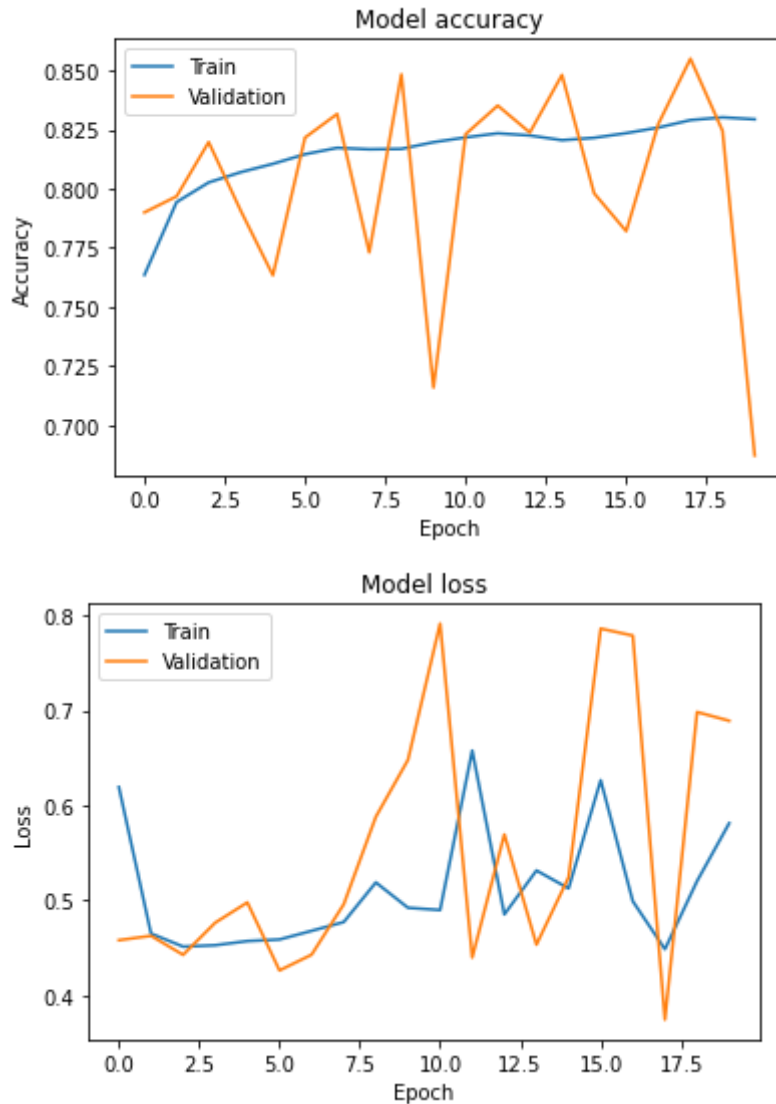 Model accuracy
Train
Validation
0.850
0.825
0.800
0.775
0.750
0.725
0.700
Accuracy
0.0 2.5 5.0 7.5 10.0 12.5 15.0 17.5
Epoch
Model loss
Train
Validation
0.8
0.7
0.6
0.5
0.4
Loss
0.0 2.5 5.0 7.5 10.0 12.5 15.0 17.5
Epoch